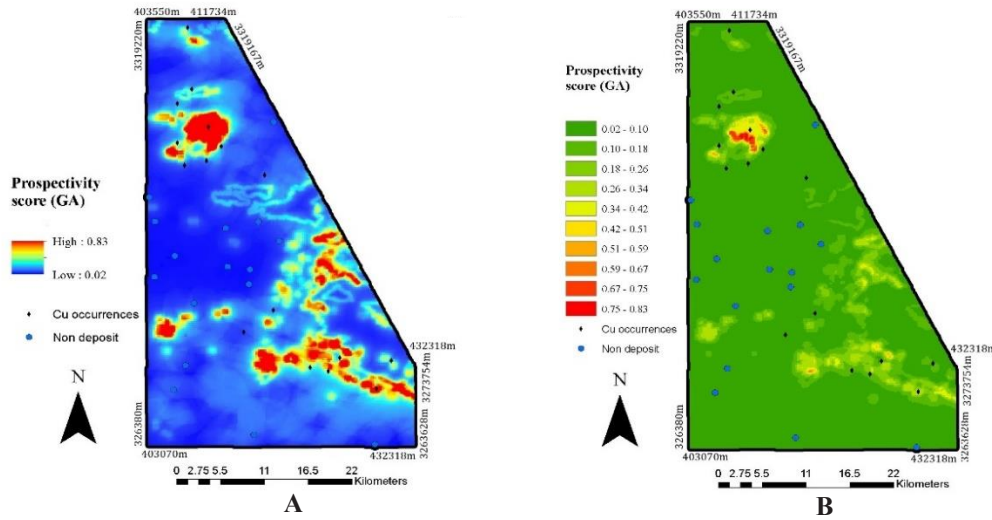 403550m 411734m
3319220m
3319167m
Prospectivity
score (GA)
High : 0.83
Low : 0.02
Cu occurrences
Non deposit
N
432318m
3273754m
3263628m
326380m
403070m
432318m
0 2.75 5.5 11 16.5 22
Kilometers
A
403550m 411734m
3319220m
3319167m
Prospectivity
score (GA)
0.02 - 0.10
0.10 - 0.18
0.18 - 0.26
0.26 - 0.34
0.34 - 0.42
0.42 - 0.51
0.51 - 0.59
0.59 - 0.67
0.67 - 0.75
0.75 - 0.83
Cu occurrences
Non deposit
N
432318m
3273754m
3263628m
326380m
403070m
432318m
0 2.75 5.5 11 16.5 22
Kilometers
B